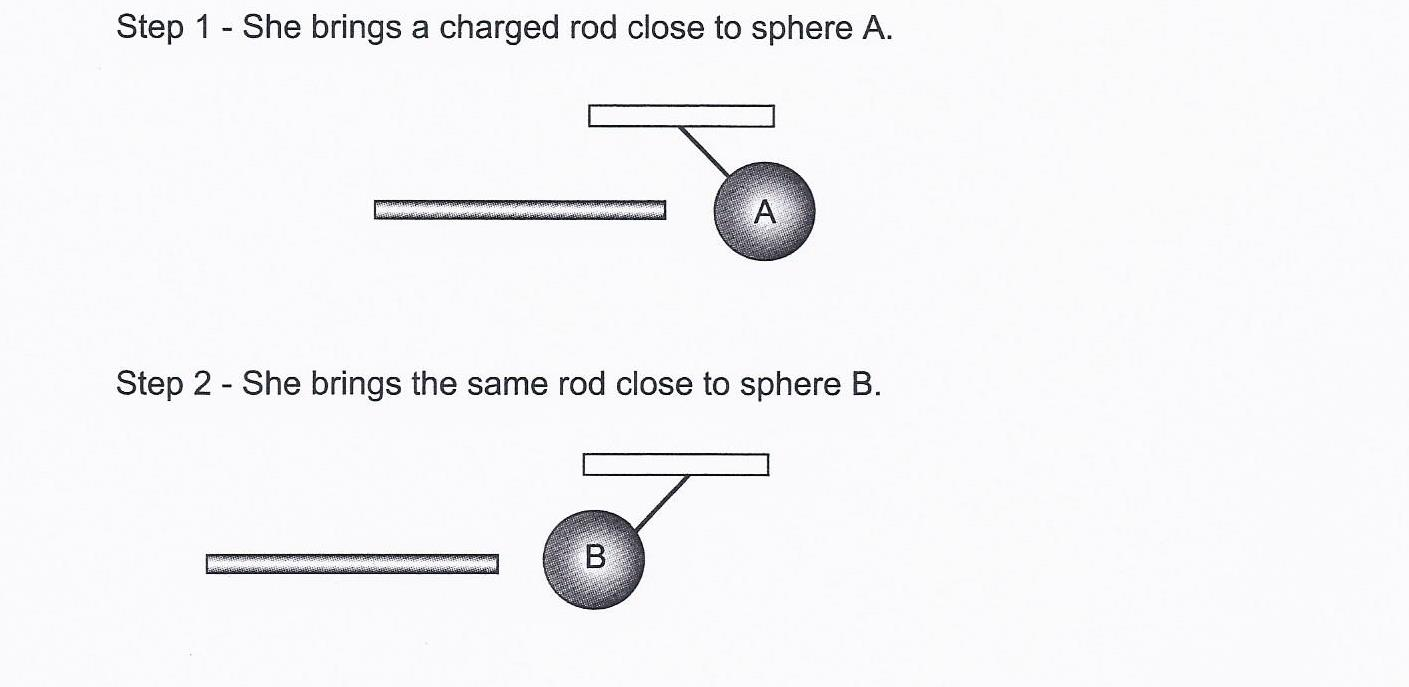 Step 1 - She brings a charged rod close to sphere A.
A
Step 2 - She brings the same rod close to sphere B.
B